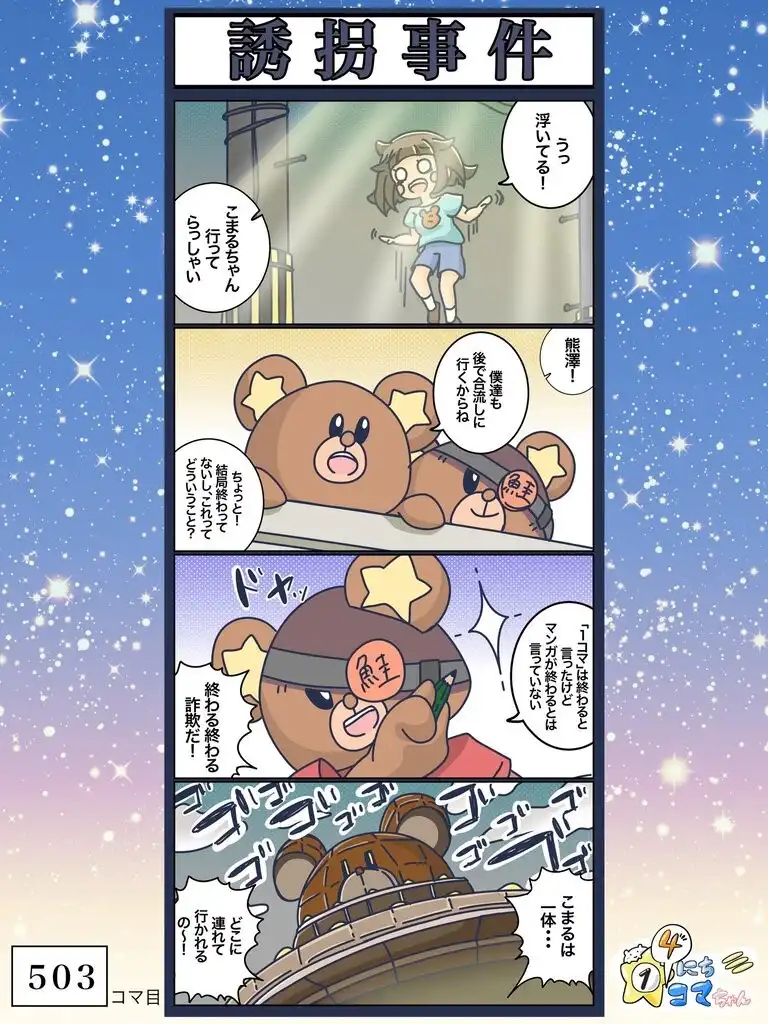 誘拐事件
うっ
浮いてる！
こまるちゃん
行って
らっしゃい
熊澤！
僕達も
後で合流しに
行くからね
鮭
ちょっと！
結局終わって
ないし、これって
どういうこと？
「1コマ」は終わると
言ったけど
マンガが終わるとは
言っていない
ドヤッ
鮭
終わる終わる
詐欺だ！
ゴゴゴゴゴゴゴ
こまるは
一体…
どこに
連れて
行かれる
の〜！
503
コマ目
4
1
にち
コマ
ちゃん